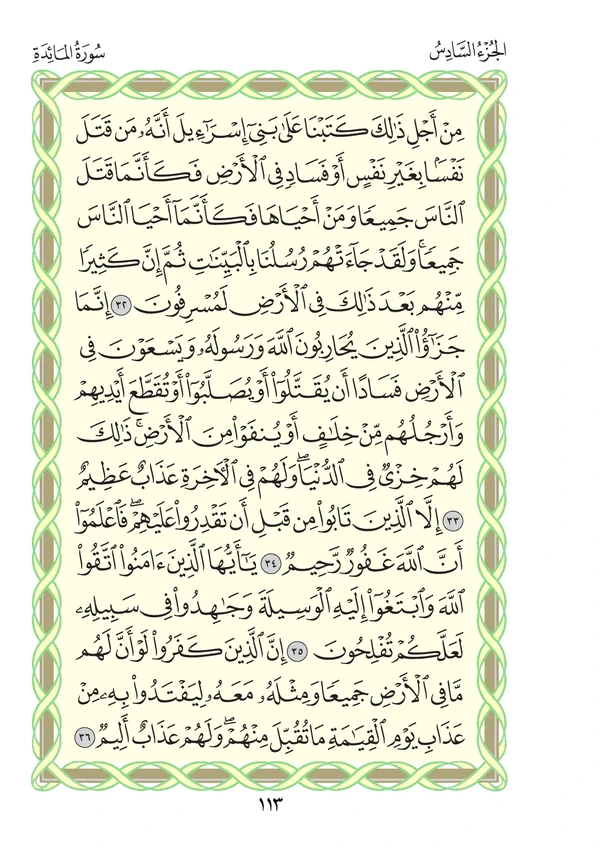 الجُزْءُ السَّادِسُ
سُورَةُ المَائِدَةِ
مِنْ أَجْلِ ذَٰلِكَ كَتَبْنَا عَلَىٰ بَنِىٓ إِسْرَٰٓءِيلَ أَنَّهُۥ مَن قَتَلَ
نَفْسًۢا بِغَيْرِ نَفْسٍ أَوْ فَسَادٍ فِى ٱلْأَرْضِ فَكَأَنَّمَا قَتَلَ
ٱلنَّاسَ جَمِيعًا وَمَنْ أَحْيَاهَا فَكَأَنَّمَآ أَحْيَا ٱلنَّاسَ
جَمِيعًا ۚ وَلَقَدْ جَآءَتْهُمْ رُسُلُنَا بِٱلْبَيِّنَـٰتِ ثُمَّ إِنَّ كَثِيرًا
مِّنْهُم بَعْدَ ذَٰلِكَ فِى ٱلْأَرْضِ لَمُسْرِفُونَ ٣٢ إِنَّمَا
جَزَٰٓؤُا۟ ٱلَّذِينَ يُحَارِبُونَ ٱللَّهَ وَرَسُولَهُۥ وَيَسْعَوْنَ فِى
ٱلْأَرْضِ فَسَادًا أَن يُقَتَّلُوٓا۟ أَوْ يُصَلَّبُوٓا۟ أَوْ تُقَطَّعَ أَيْدِيهِمْ
وَأَرْجُلُهُم مِّنْ خِلَـٰفٍ أَوْ يُنفَوْا۟ مِنَ ٱلْأَرْضِ ۚ ذَٰلِكَ
لَهُمْ خِزْىٌ فِى ٱلدُّنْيَا ۖ وَلَهُمْ فِى ٱلْـَٔاخِرَةِ عَذَابٌ عَظِيمٌ
٣٣ إِلَّا ٱلَّذِينَ تَابُوا۟ مِن قَبْلِ أَن تَقْدِرُوا۟ عَلَيْهِمْ ۖ فَٱعْلَمُوٓا۟
أَنَّ ٱللَّهَ غَفُورٌ رَّحِيمٌ ٣٤ يَـٰٓأَيُّهَا ٱلَّذِينَ ءَامَنُوا۟ ٱتَّقُوا۟
ٱللَّهَ وَٱبْتَغُوٓا۟ إِلَيْهِ ٱلْوَسِيلَةَ وَجَـٰهِدُوا۟ فِى سَبِيلِهِۦ
لَعَلَّكُمْ تُفْلِحُونَ ٣٥ إِنَّ ٱلَّذِينَ كَفَرُوا۟ لَوْ أَنَّ لَهُم
مَّا فِى ٱلْأَرْضِ جَمِيعًا وَمِثْلَهُۥ مَعَهُۥ لِيَفْتَدُوا۟ بِهِۦ مِنْ
عَذَابِ يَوْمِ ٱلْقِيَـٰمَةِ مَا تُقُبِّلَ مِنْهُمْ ۖ وَلَهُمْ عَذَابٌ أَلِيمٌ ٣٦
١١٣